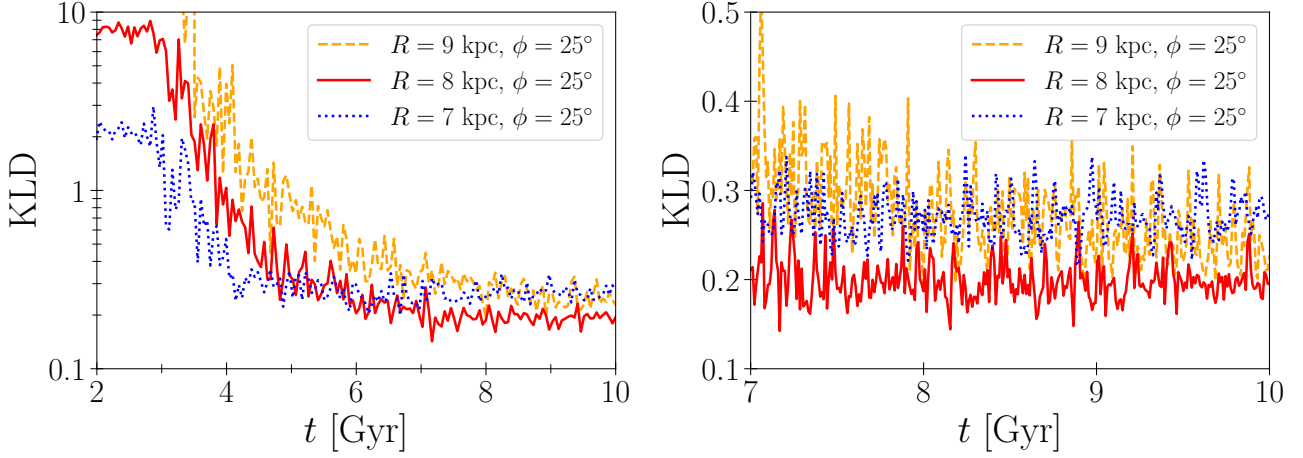 10
1
0.1
KLD
2
4
6
8
10
t [Gyr]
R = 9 kpc, ϕ = 25°
R = 8 kpc, ϕ = 25°
R = 7 kpc, ϕ = 25°
0.5
0.4
0.3
0.2
0.1
KLD
7
8
9
10
t [Gyr]
R = 9 kpc, ϕ = 25°
R = 8 kpc, ϕ = 25°
R = 7 kpc, ϕ = 25°